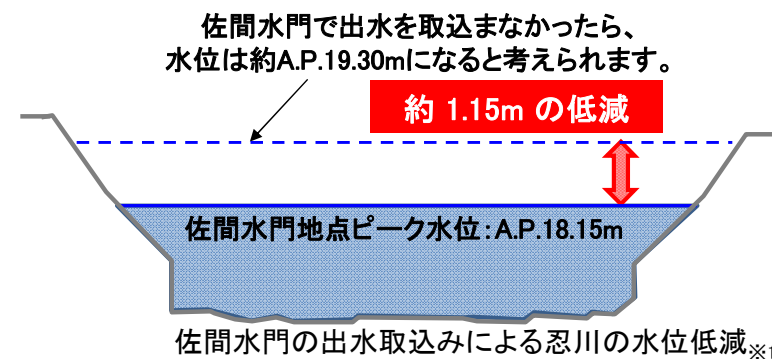 佐間水門で出水を取込まなかったら、
水位は約A.P.19.30mになると考えられます。
約 1.15m の低減
佐間水門地点ピーク水位：A.P.18.15m
佐間水門の出水取込みによる忍川の水位低減※1